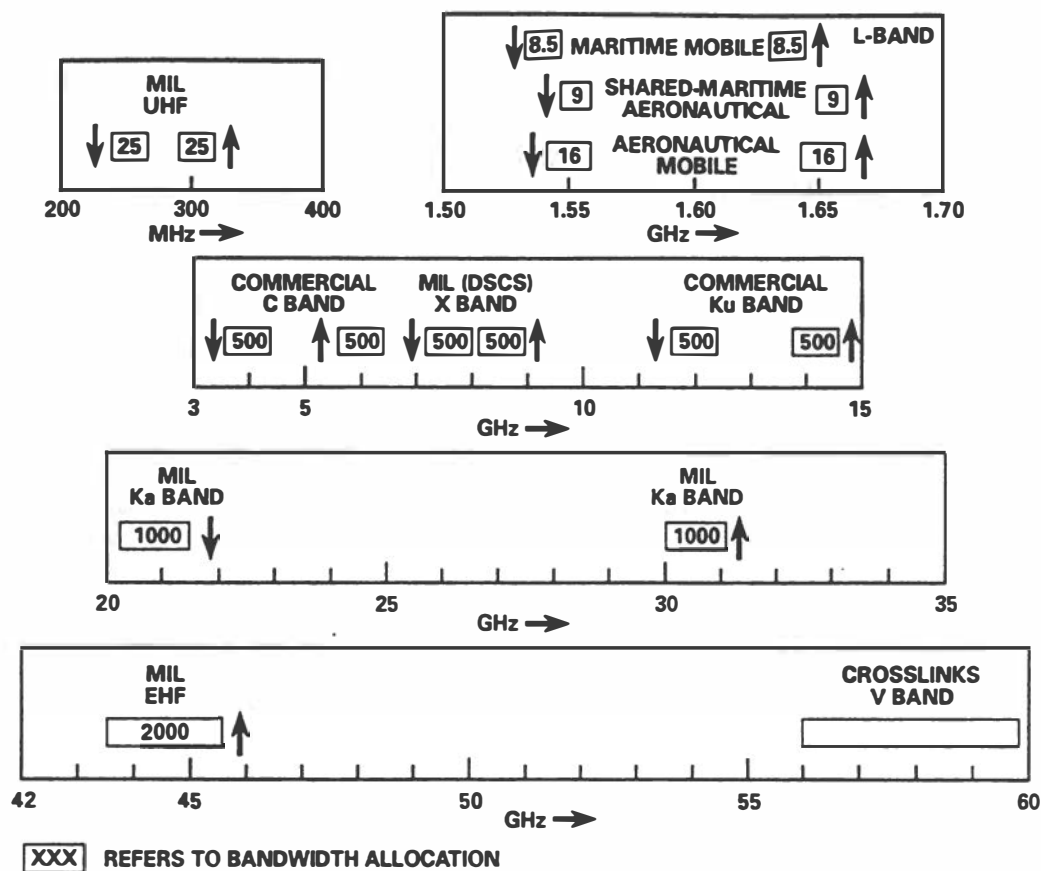 MIL
UHF
25 25
200 300 400
MHz
L-BAND
8.5 MARITIME MOBILE 8.5
9 SHARED-MARITIME AERONAUTICAL 9
16 AERONAUTICAL MOBILE 16
1.50 1.55 1.60 1.65 1.70
GHz
COMMERCIAL
C BAND
MIL (DSCS)
X BAND
COMMERCIAL
Ku BAND
500 500 500 500 500 500
3 5 10 15
GHz
MIL
Ka BAND
MIL
Ka BAND
1000 1000
20 25 30 35
GHz
MIL
EHF
CROSSLINKS
V BAND
2000
42 45 50 55 60
GHz
XXX REFERS TO BANDWIDTH ALLOCATION